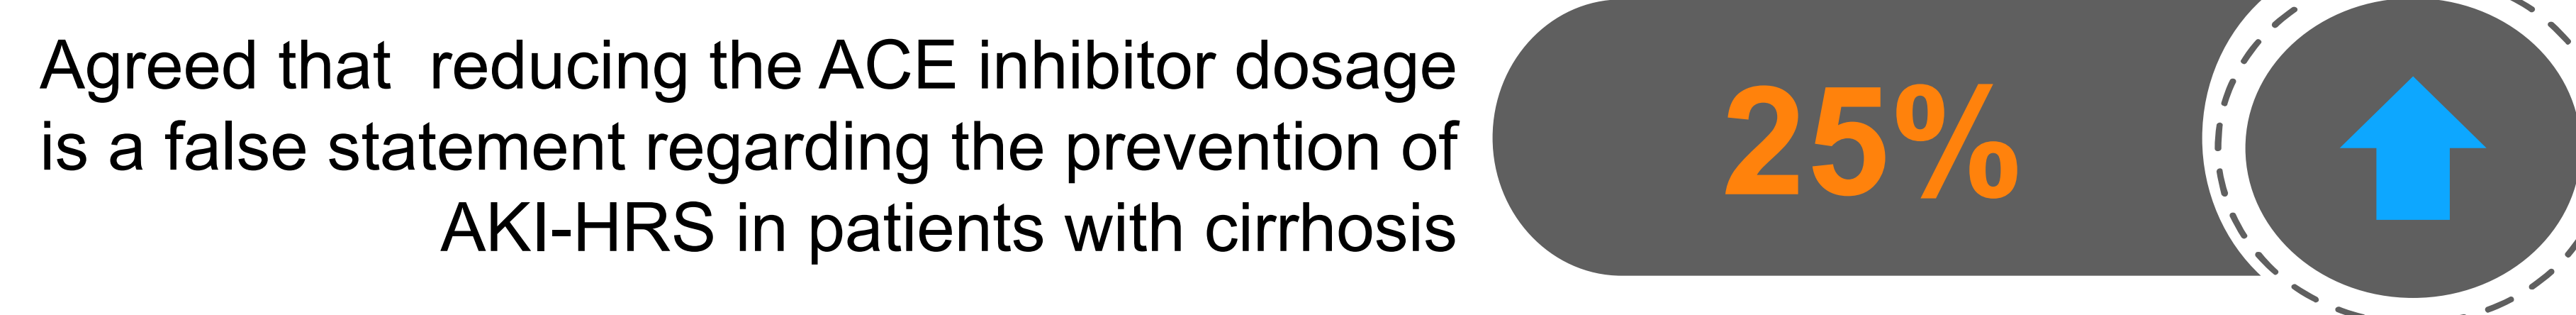 Agreed that  reducing the ACE inhibitor dosage
is a false statement regarding the prevention of
AKI-HRS in patients with cirrhosis
25%